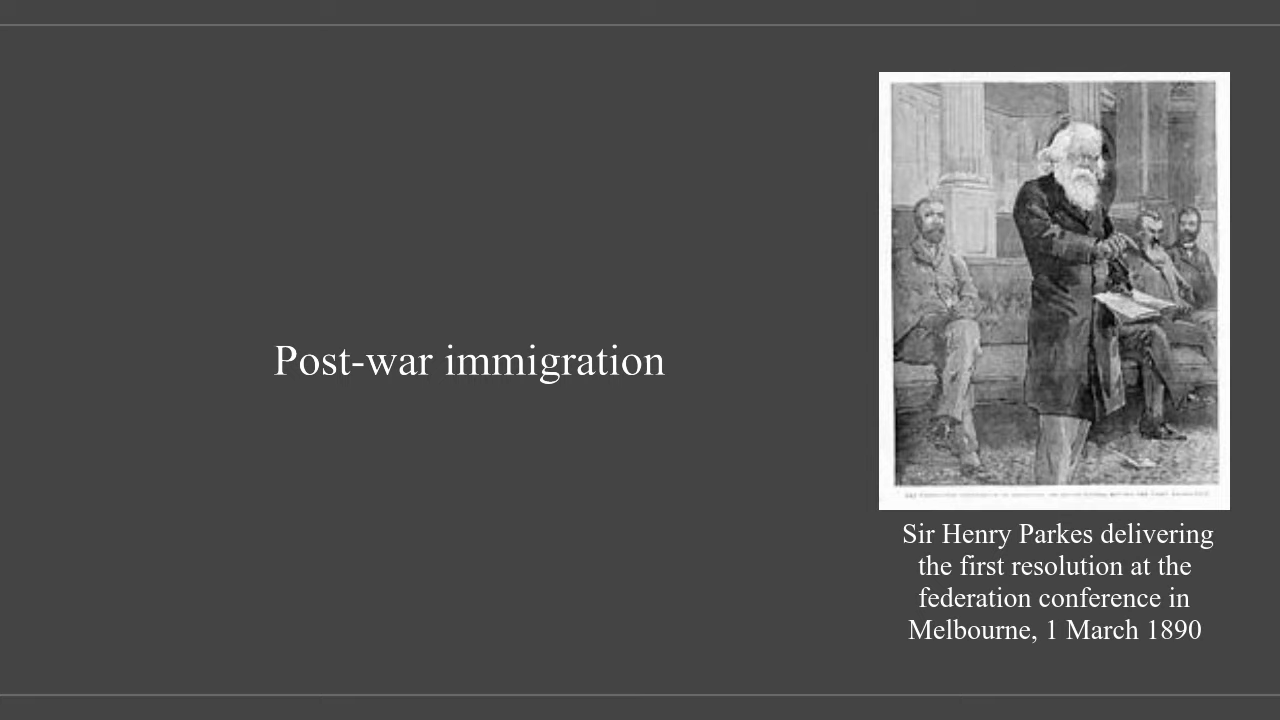 Post-war immigration
Sir Henry Parkes delivering
the first resolution at the
federation conference in
Melbourne, 1 March 1890